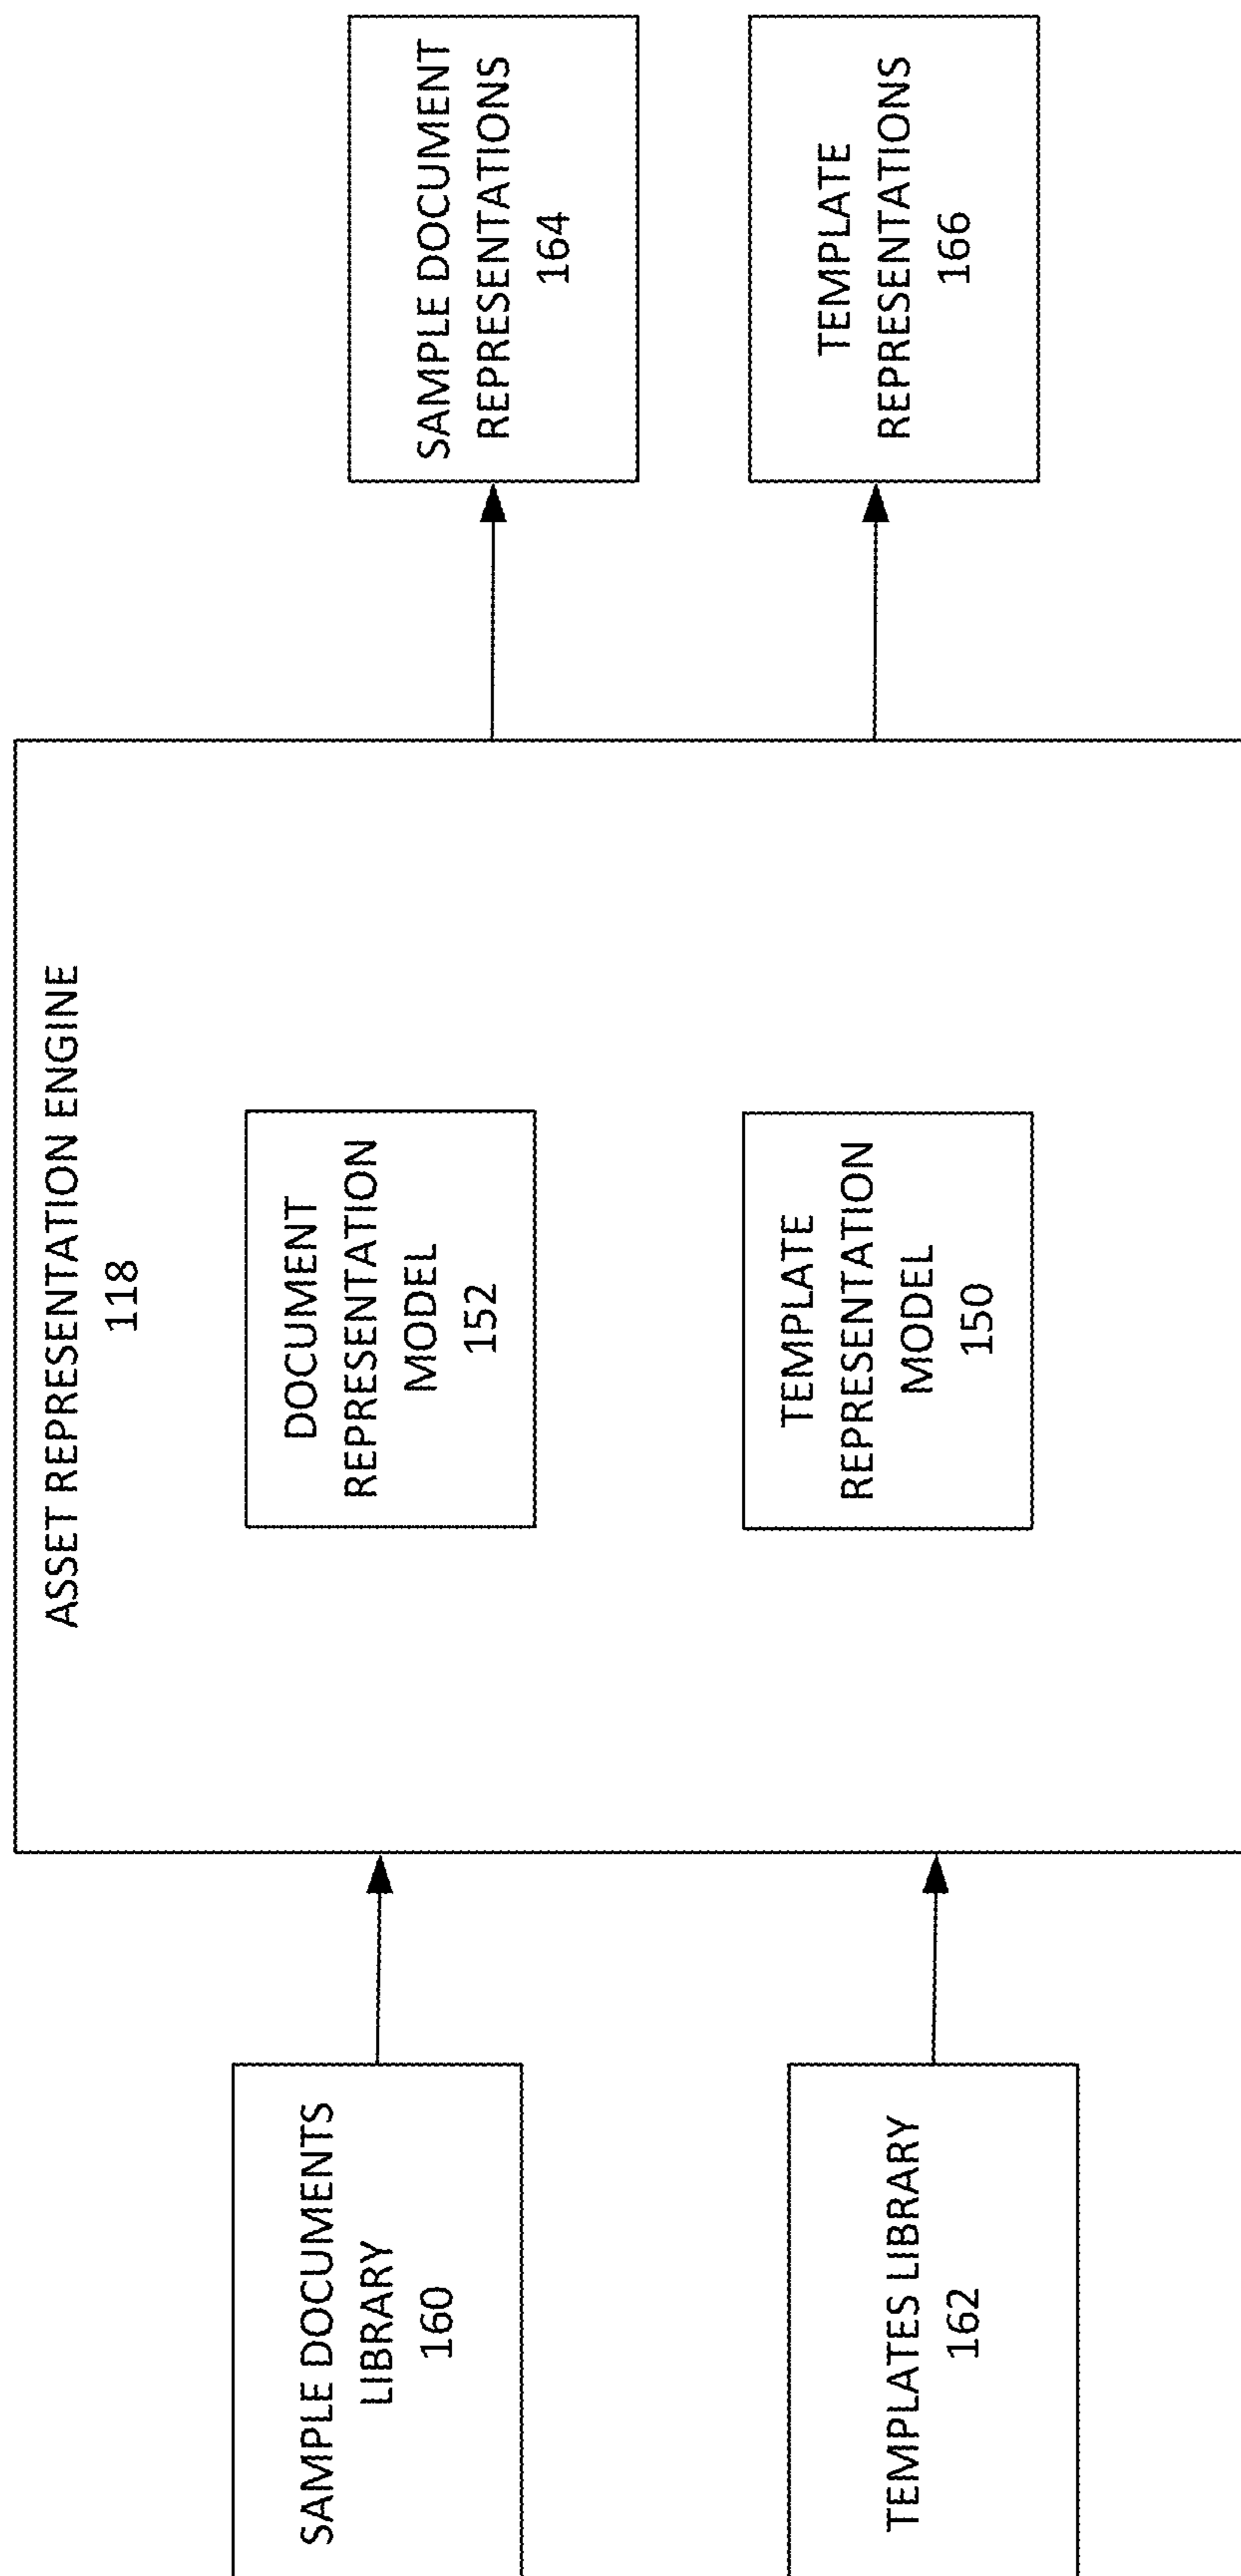 SAMPLE DOCUMENTS
LIBRARY
160
TEMPLATES LIBRARY
162
ASSET REPRESENTATION ENGINE
118
DOCUMENT
REPRESENTATION
MODEL
152
TEMPLATE
REPRESENTATION
MODEL
150
SAMPLE DOCUMENT
REPRESENTATIONS
164
TEMPLATE
REPRESENTATIONS
166